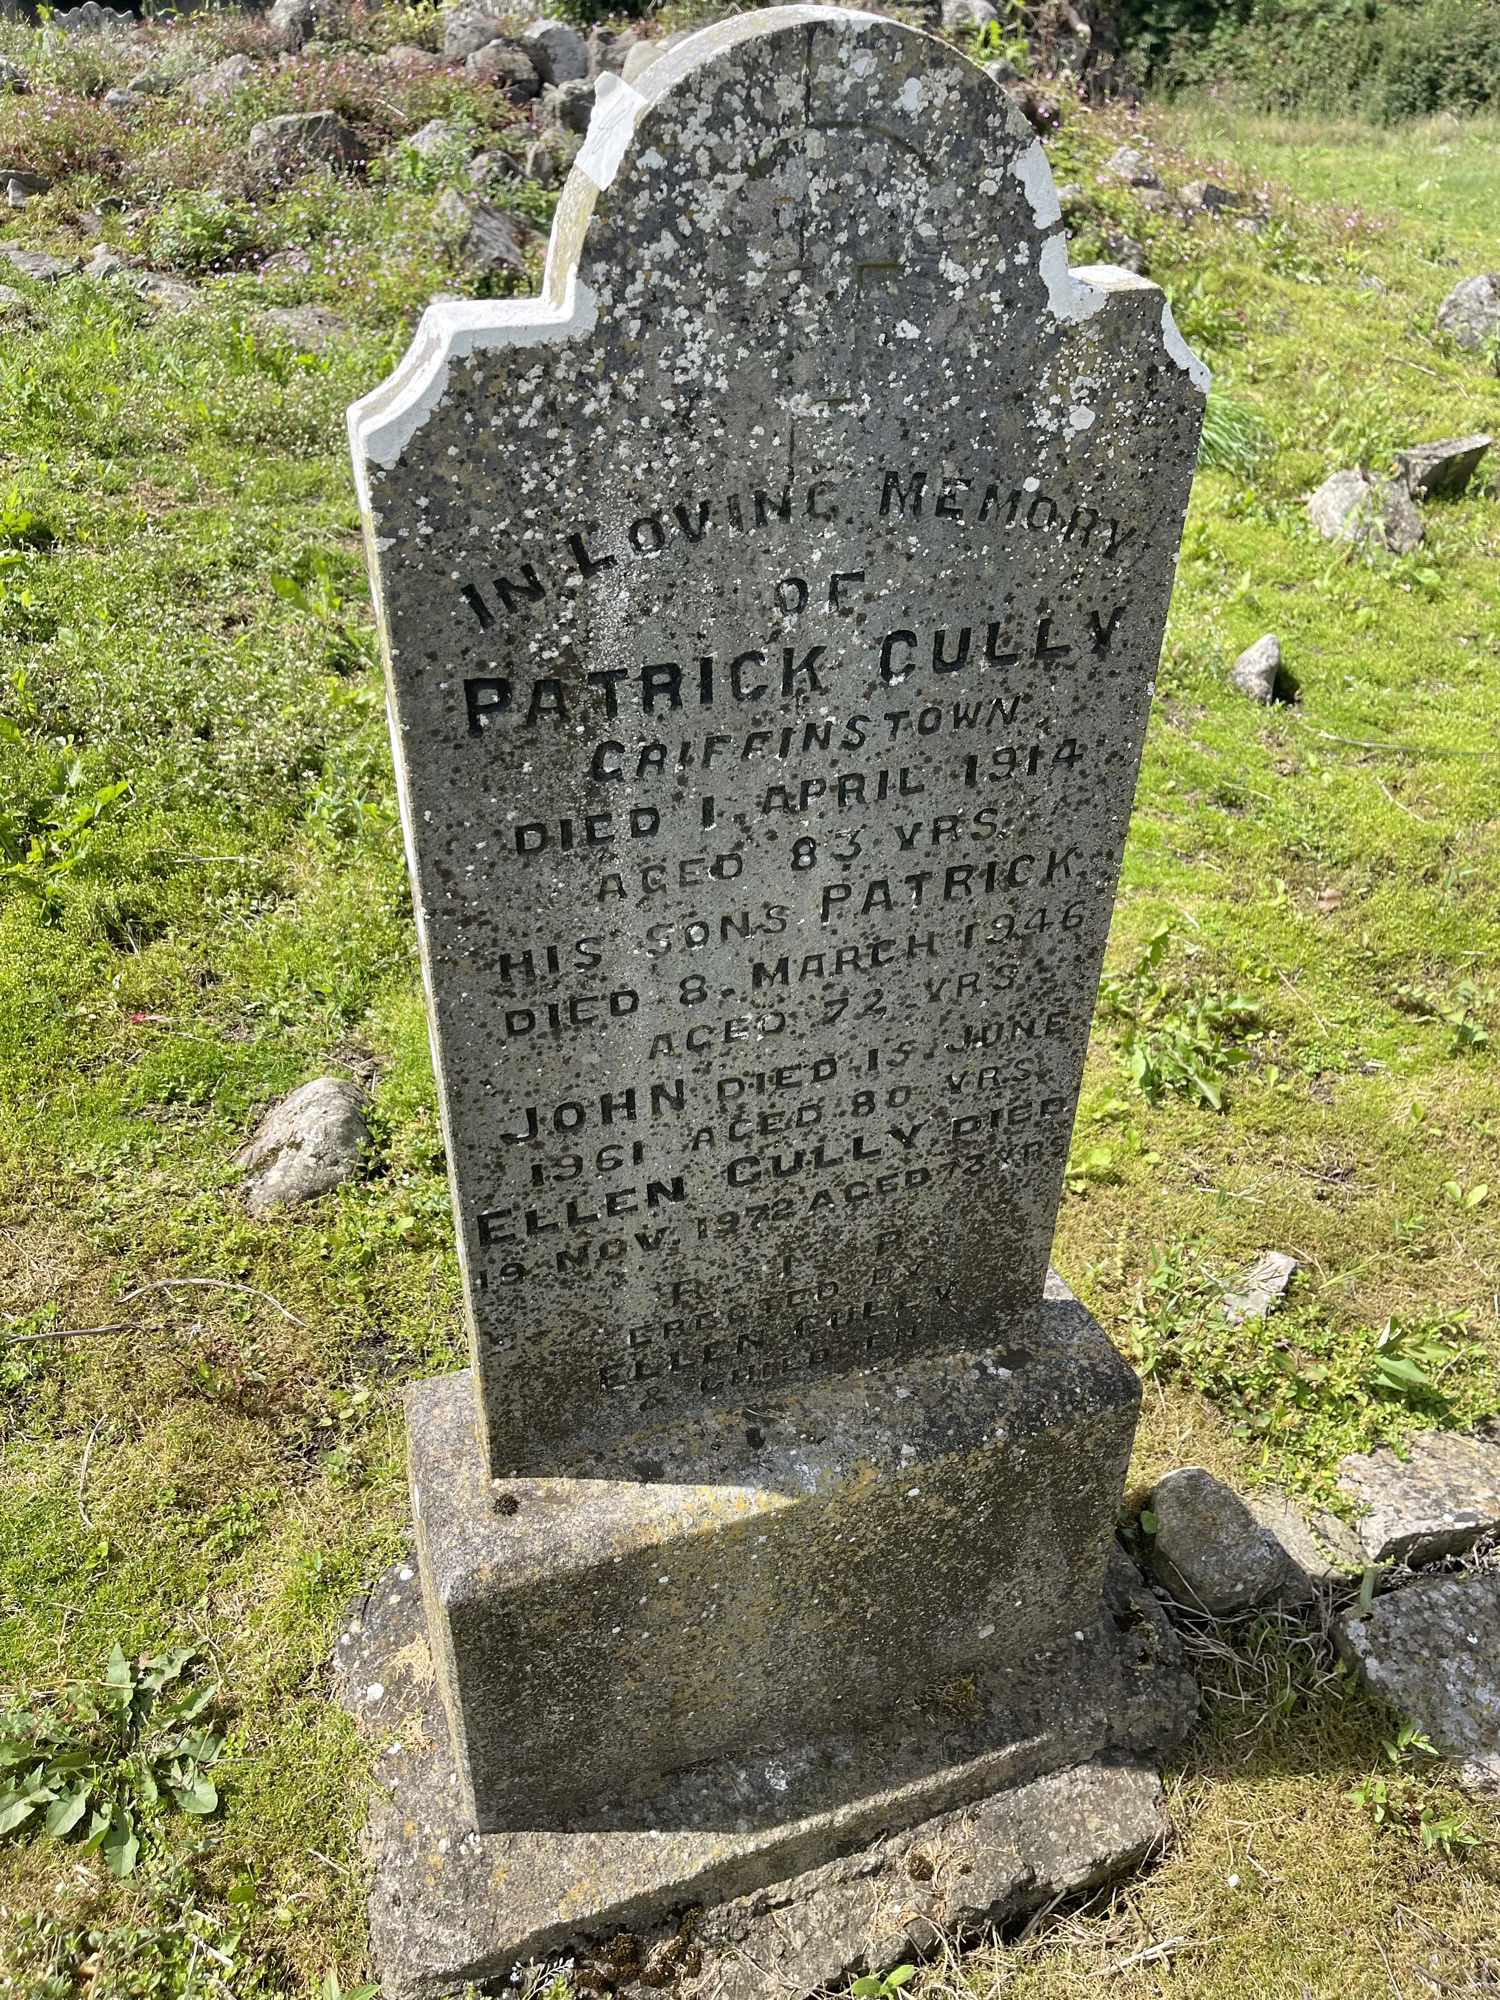 IN LOVING MEMORY
OF
PATRICK CULLY
GRIFFINSTOWN
DIED 1. APRIL 1914
AGED 83 YRS.
HIS SONS PATRICK
DIED 8. MARCH 1946
AGED 72 YRS
JOHN DIED 15. JUNE
1961 AGED 80 YRS.
ELLEN CULLY DIED
19 NOV. 1972 AGED 73 YRS
R. I. P.
ERECTED BY
ELLEN CULLY
& CHILDREN